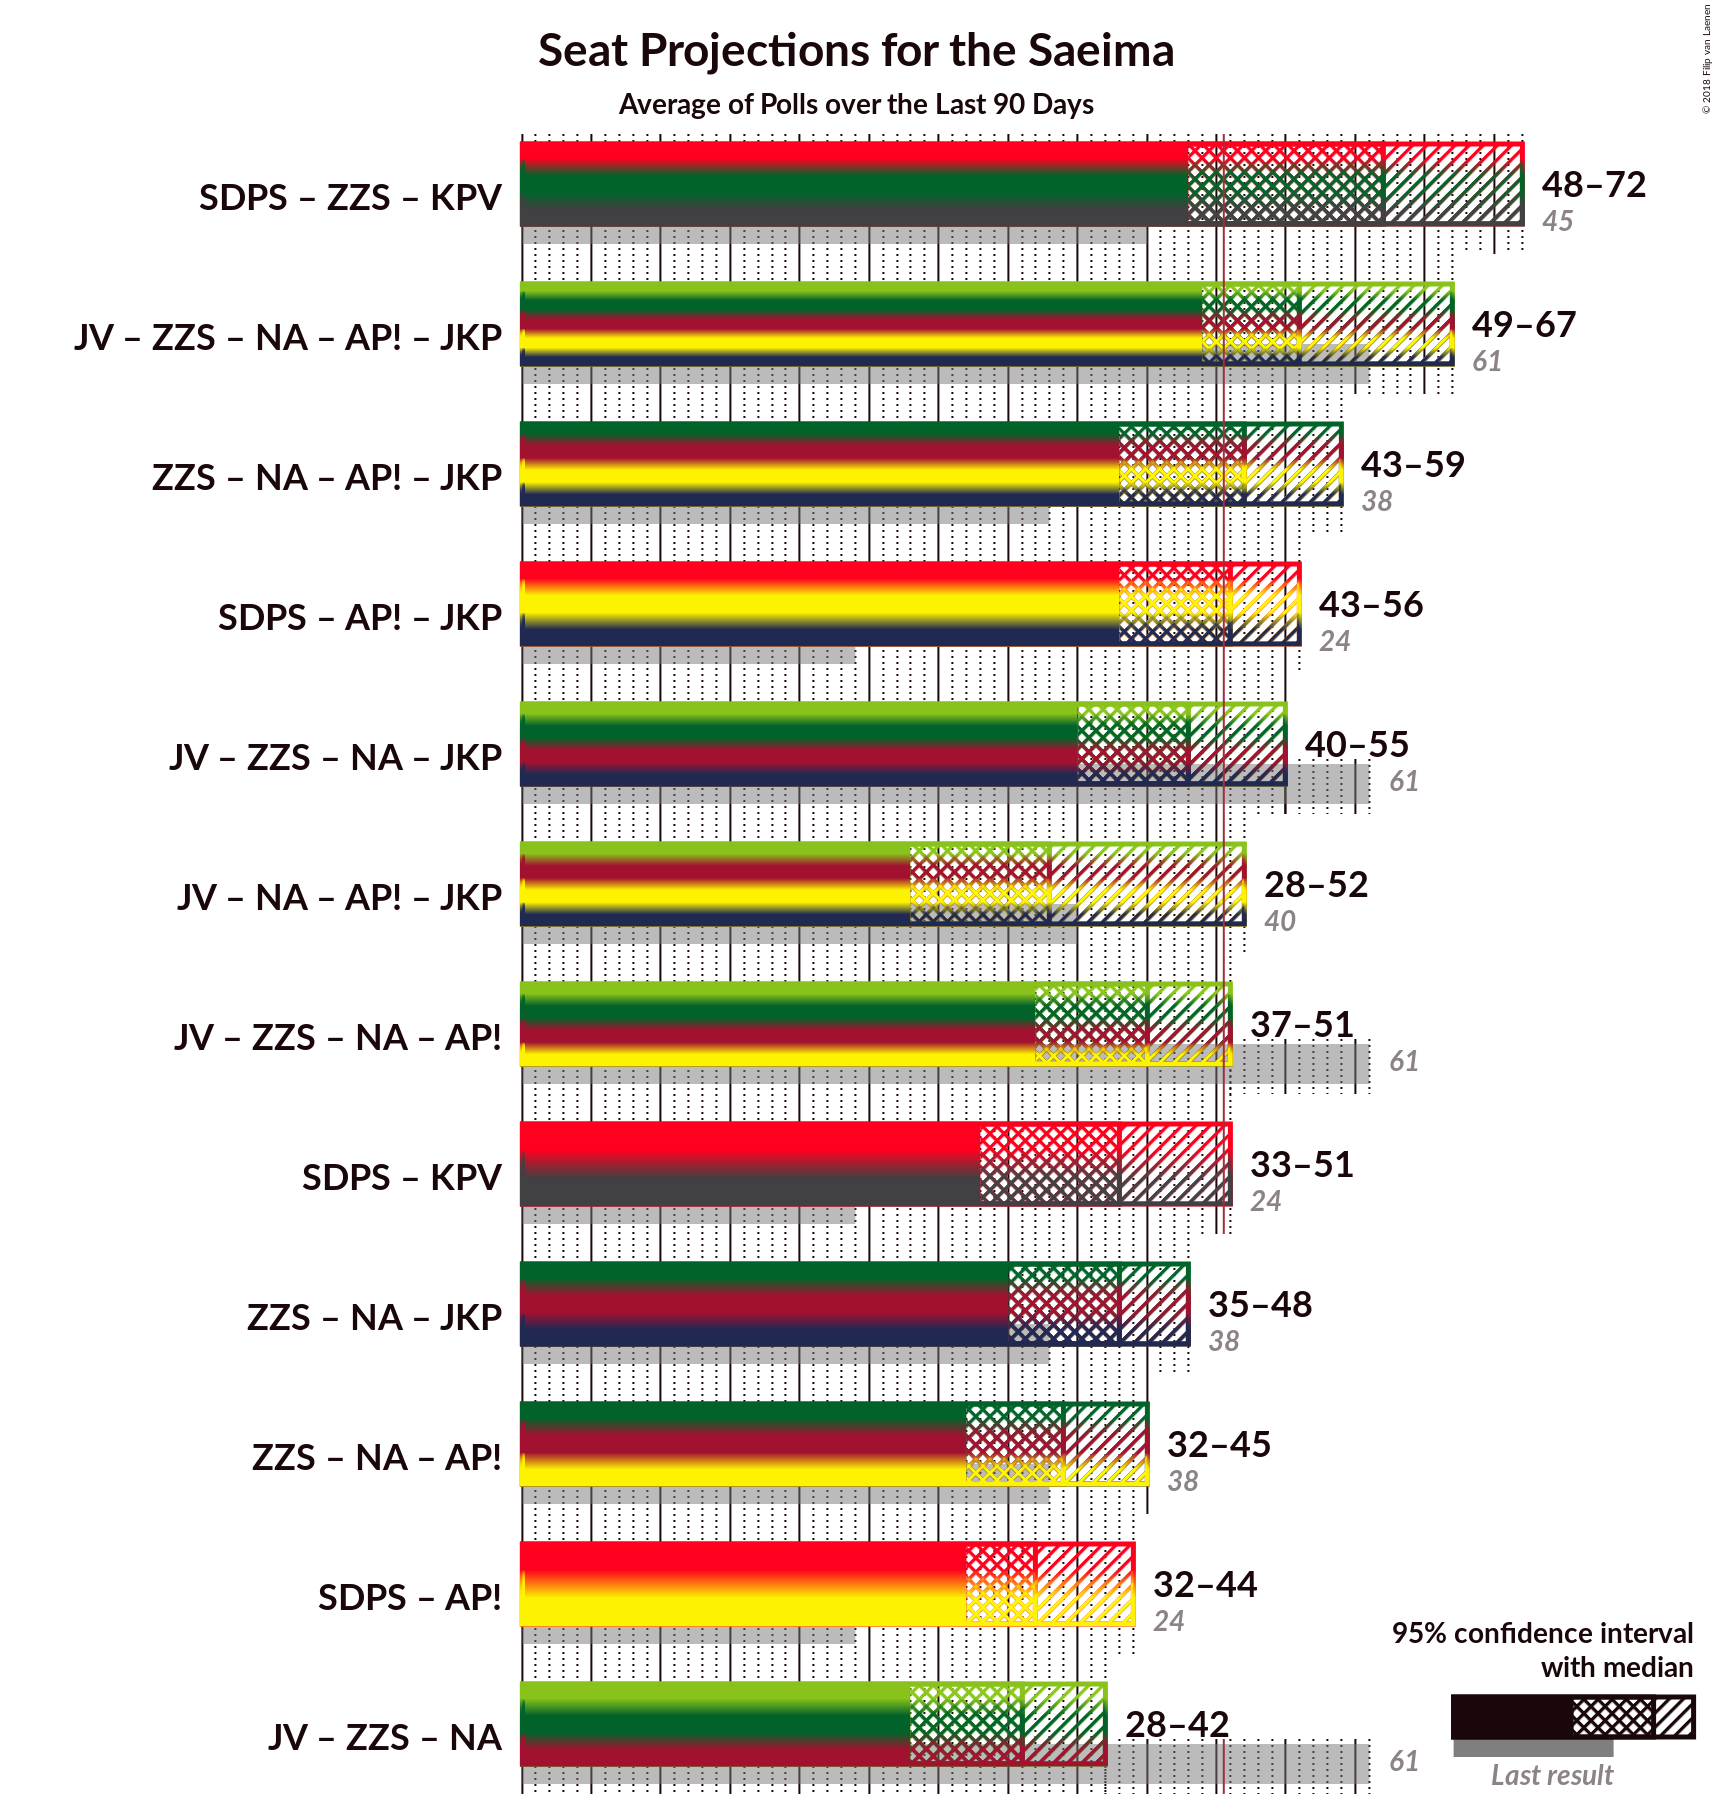 Seat Projections for the Saeima
Average of Polls over the Last 90 Days
© 2018 Filip van Laenen
SDPS – ZZS – KPV
48–72
45
JV – ZZS – NA – AP! – JKP
49–67
61
ZZS – NA – AP! – JKP
43–59
38
SDPS – AP! – JKP
43–56
24
JV – ZZS – NA – JKP
40–55
61
JV – NA – AP! – JKP
28–52
40
JV – ZZS – NA – AP!
37–51
61
SDPS – KPV
33–51
24
ZZS – NA – JKP
35–48
38
ZZS – NA – AP!
32–45
38
SDPS – AP!
32–44
24
JV – ZZS – NA
28–42
61
95% confidence interval
with median
Last result